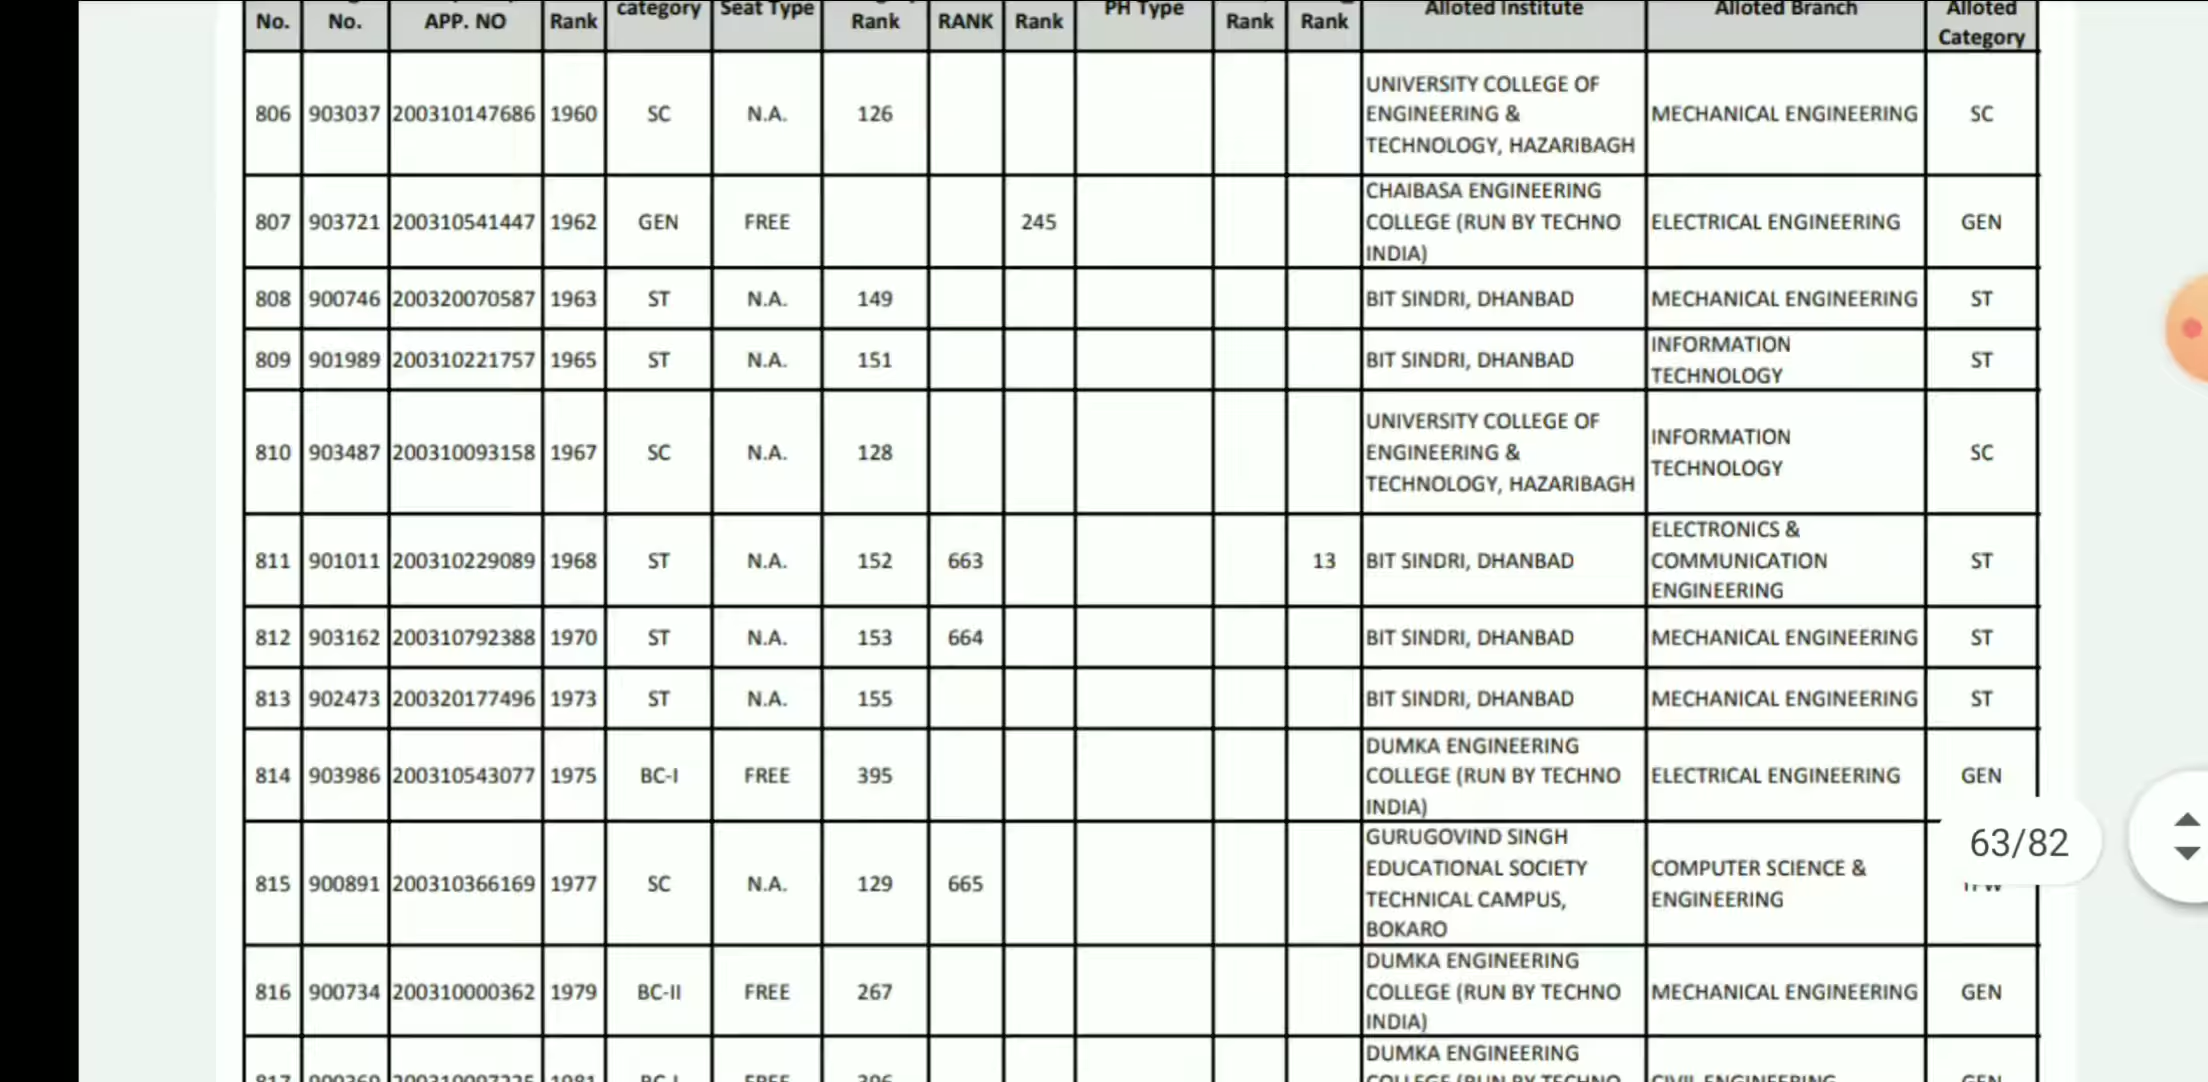 No. No. APP. NO Rank category Seat Type Rank RANK Rank PH Type Rank Rank Alloted Institute Alloted Branch Alloted
Category
UNIVERSITY COLLEGE OF
806 903037 200310147686 1960 SC N.A. 126 ENGINEERING & MECHANICAL ENGINEERING SC
TECHNOLOGY, HAZARIBAGH
CHAIBASA ENGINEERING
807 903721 200310541447 1962 GEN FREE 245 COLLEGE (RUN BY TECHNO ELECTRICAL ENGINEERING GEN
INDIA)
808 900746 200320070587 1963 ST N.A. 149 BIT SINDRI, DHANBAD MECHANICAL ENGINEERING ST
INFORMATION
809 901989 200310221757 1965 ST N.A. 151 BIT SINDRI, DHANBAD ST
TECHNOLOGY
UNIVERSITY COLLEGE OF
INFORMATION
810 903487 200310093158 1967 SC N.A. 128 ENGINEERING & SC
TECHNOLOGY
TECHNOLOGY, HAZARIBAGH
ELECTRONICS &
811 901011 200310229089 1968 ST N.A. 152 663 13 BIT SINDRI, DHANBAD COMMUNICATION ST
ENGINEERING
812 903162 200310792388 1970 ST N.A. 153 664 BIT SINDRI, DHANBAD MECHANICAL ENGINEERING ST
813 902473 200320177496 1973 ST N.A. 155 BIT SINDRI, DHANBAD MECHANICAL ENGINEERING ST
DUMKA ENGINEERING
814 903986 200310543077 1975 BC-I FREE 395 COLLEGE (RUN BY TECHNO ELECTRICAL ENGINEERING GEN
INDIA)
63/82
GURUGOVIND SINGH
EDUCATIONAL SOCIETY COMPUTER SCIENCE &
815 900891 200310366169 1977 SC N.A. 129 665
TECHNICAL CAMPUS, ENGINEERING
BOKARO
DUMKA ENGINEERING
816 900734 200310000362 1979 BC-II FREE 267 COLLEGE (RUN BY TECHNO MECHANICAL ENGINEERING GEN
INDIA)
DUMKA ENGINEERING